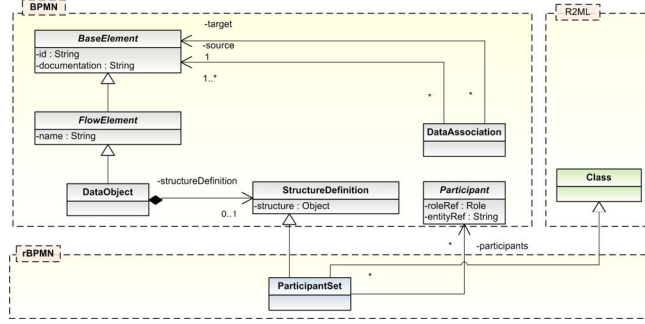 BPMN
R2ML
BaseElement
-id : String
-documentation : String
-target
-source
1
1..*
*
*
FlowElement
-name : String
DataAssociation
DataObject
-structureDefinition
0..1
StructureDefinition
-structure : Object
Participant
-roleRef : Role
-entityRef : String
Class
rBPMN
*
-participants
*
ParticipantSet